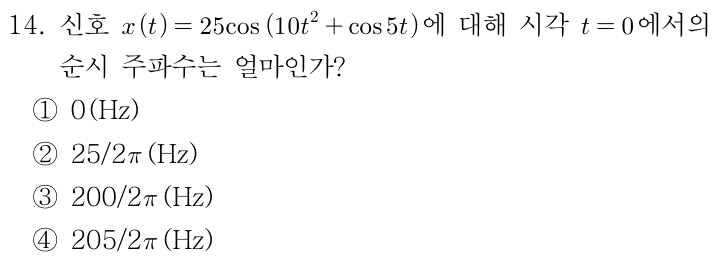 14. 신호 x(t) = 25cos(10t² + cos5t)에 대해 시각 t = 0에서의
순시 주파수는 얼마인가?
① 0(Hz)
② 25/2π(Hz)
③ 200/2π(Hz)
④ 205/2π(Hz)